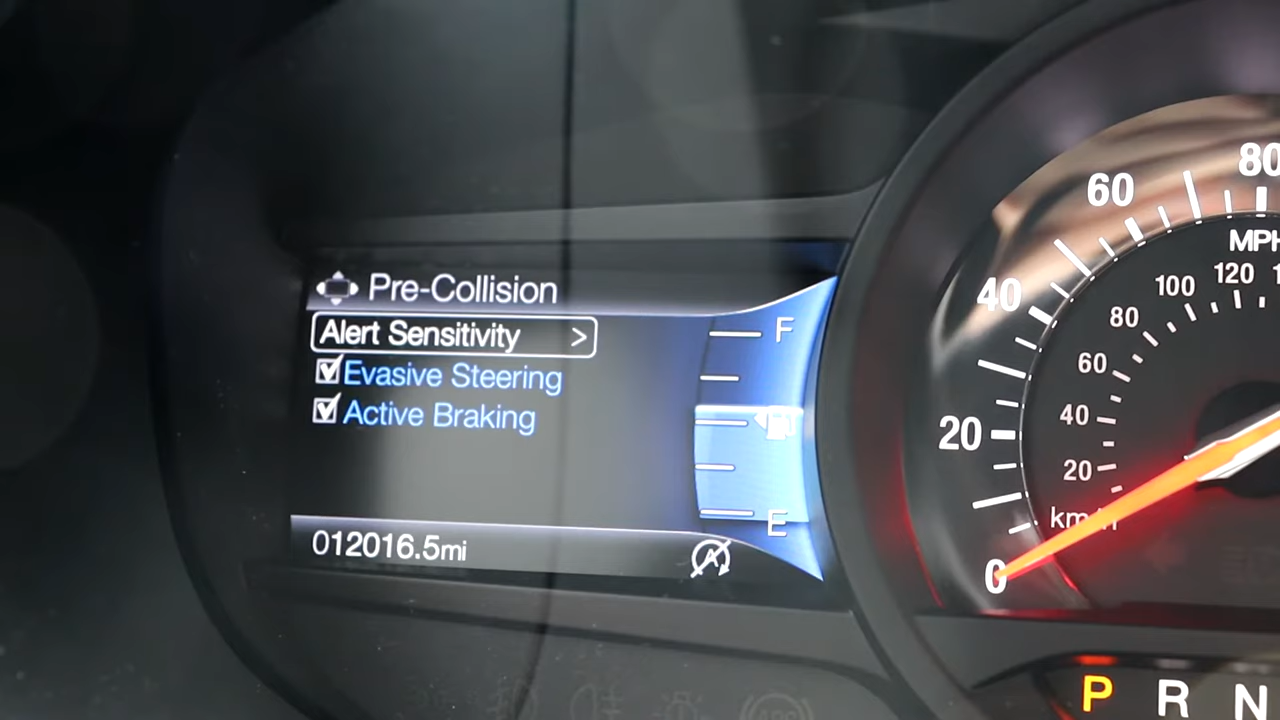 Pre-Collision
Alert Sensitivity >
Evasive Steering
Active Braking
012016.5mi
F
E
A
0
20
40
60
80
MPH
20
40
60
80
100
120
km/h
P R N
ABS